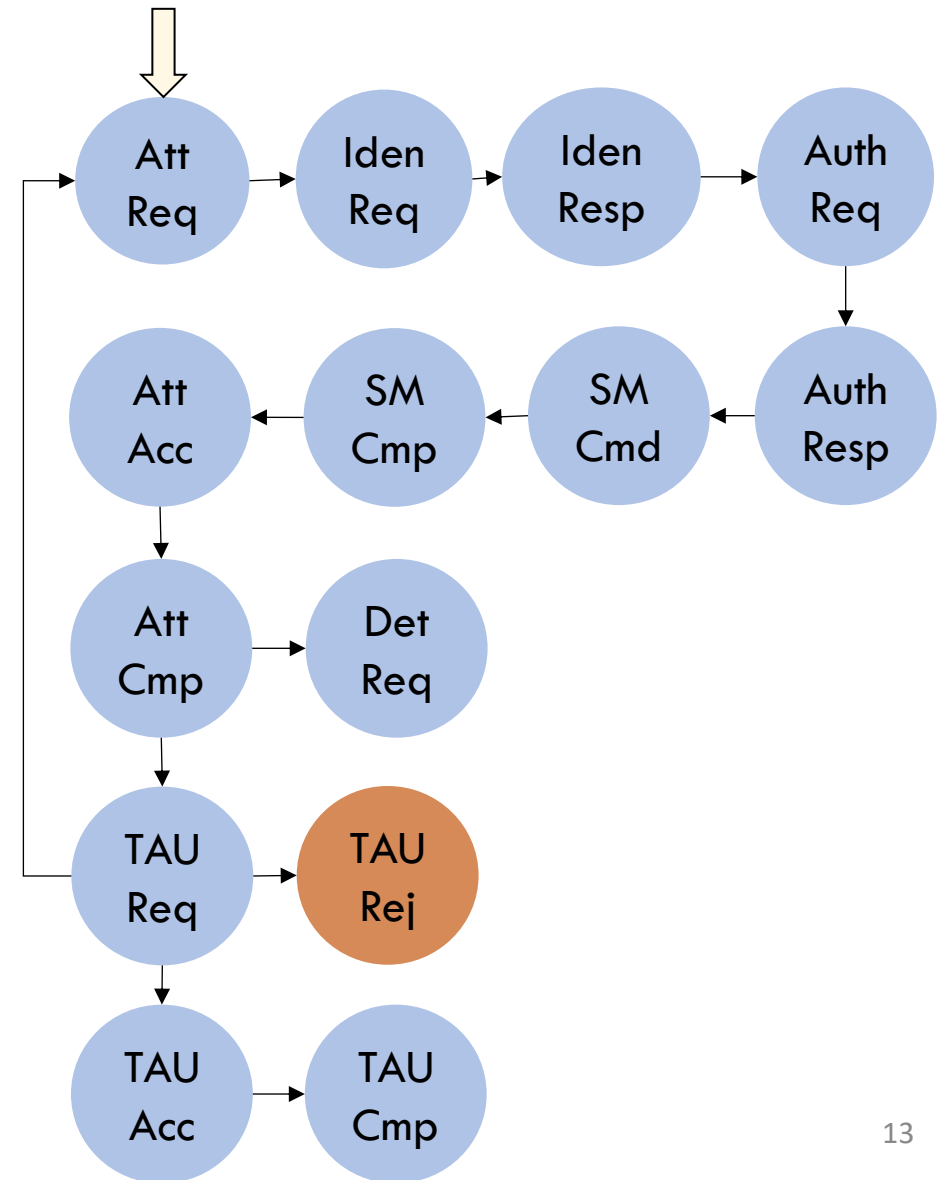 Att
Req
Iden
Req
Iden
Resp
Auth
Req
Att
Acc
SM
Cmp
SM
Cmd
Auth
Resp
Att
Cmp
Det
Req
TAU
Req
TAU
Rej
TAU
Acc
TAU
Cmp
13